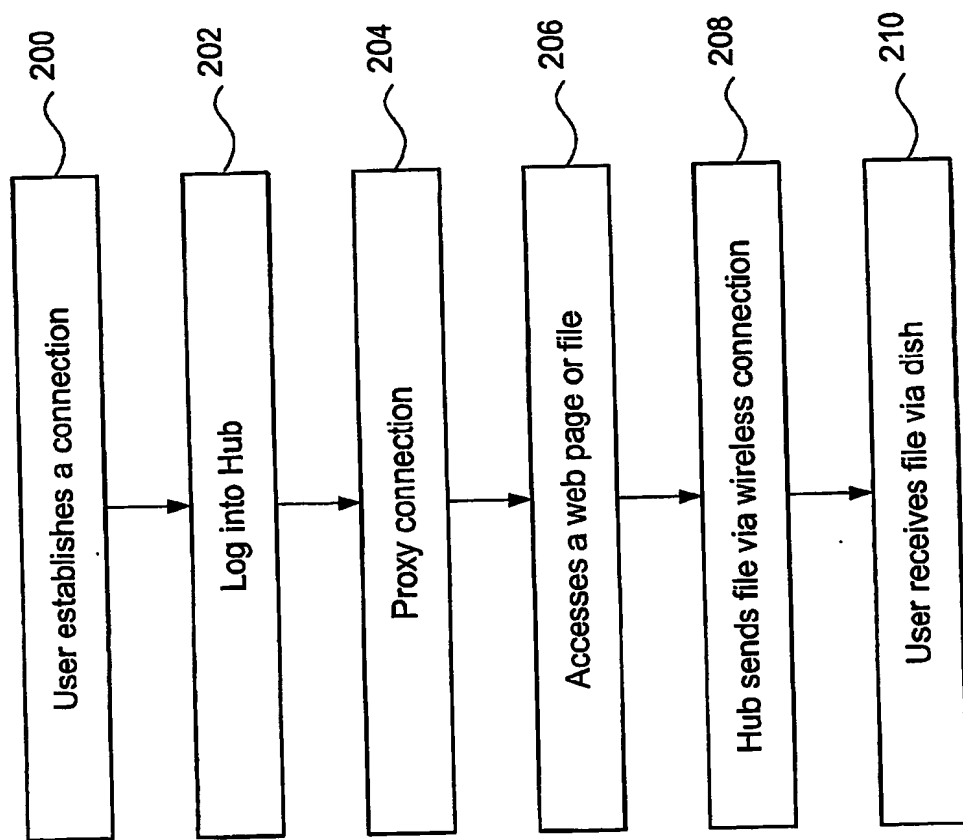 User establishes a connection
200
Log into Hub
202
Proxy connection
204
Accesses a web page or file
206
Hub sends file via wireless connection
208
User receives file via dish
210